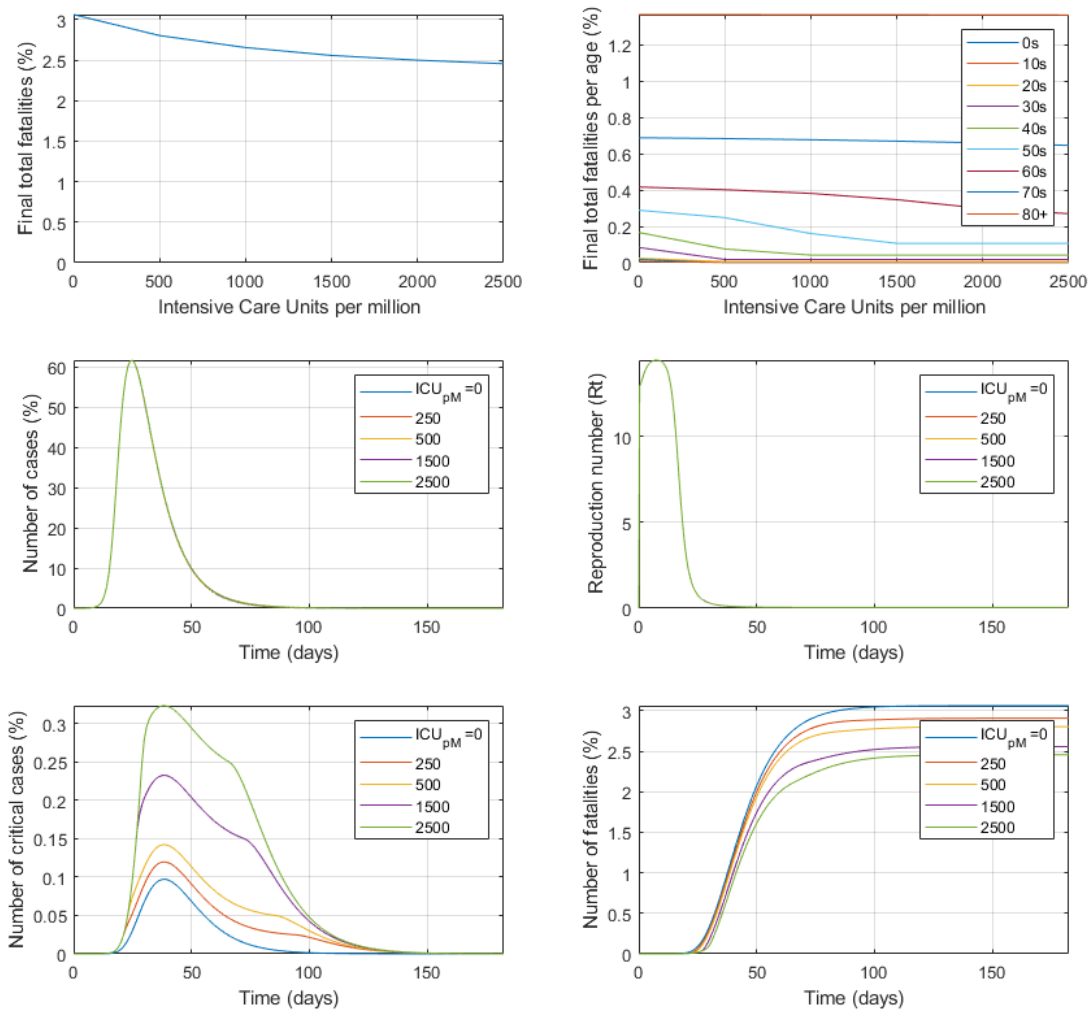 Final total fatalities (%)
3
2.5
2
1.5
1
0.5
0
0 500 1000 1500 2000 2500
Intensive Care Units per million
Final total fatalities per age (%)
1.2
1
0.8
0.6
0.4
0.2
0
0 500 1000 1500 2000 2500
Intensive Care Units per million
0s
10s
20s
30s
40s
50s
60s
70s
80+
Number of cases (%)
60
50
40
30
20
10
0
0 50 100 150
Time (days)
ICU_pM =0
250
500
1500
2500
Reproduction number (Rt)
10
5
0
0 50 100 150
Time (days)
ICU_pM =0
250
500
1500
2500
Number of critical cases (%)
0.3
0.25
0.2
0.15
0.1
0.05
0
0 50 100 150
Time (days)
ICU_pM =0
250
500
1500
2500
Number of fatalities (%)
3
2.5
2
1.5
1
0.5
0
0 50 100 150
Time (days)
ICU_pM =0
250
500
1500
2500